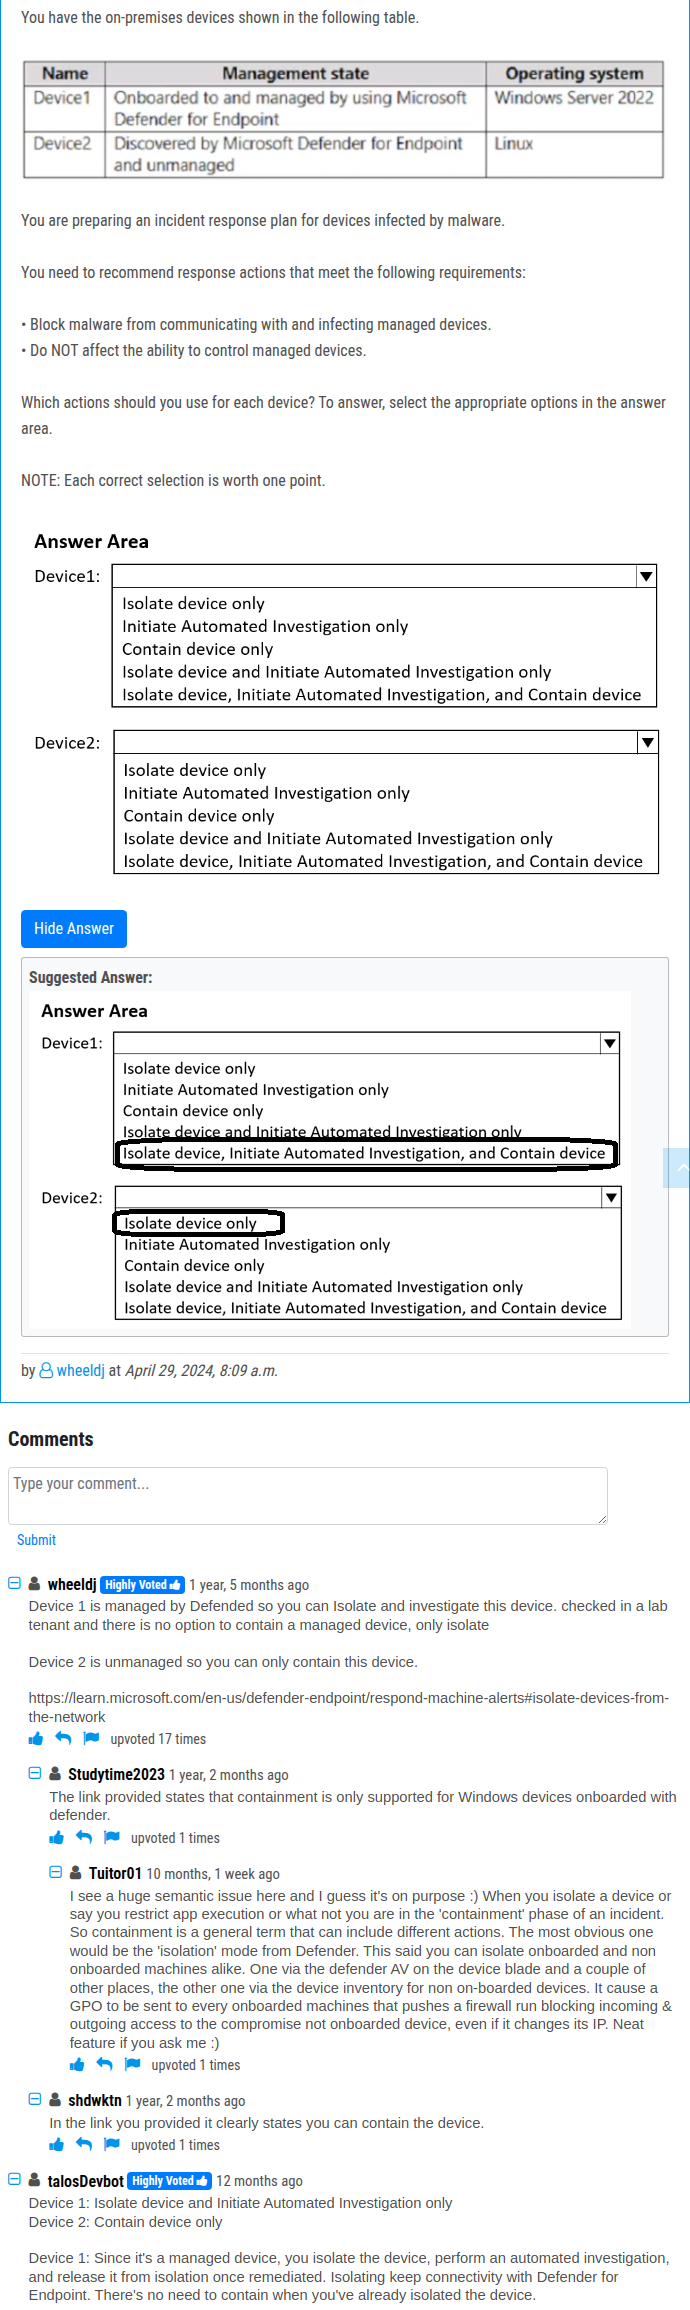 You have the on-premises devices shown in the following table.
Name Management state Operating system
Device1 Onboarded to and managed by using Microsoft Windows Server 2022
Defender for Endpoint
Device2 Discovered by Microsoft Defender for Endpoint Linux
and unmanaged
You are preparing an incident response plan for devices infected by malware.
You need to recommend response actions that meet the following requirements:
• Block malware from communicating with and infecting managed devices.
• Do NOT affect the ability to control managed devices.
Which actions should you use for each device? To answer, select the appropriate options in the answer
area.
NOTE: Each correct selection is worth one point.
Answer Area
Device1:
Isolate device only
Initiate Automated Investigation only
Contain device only
Isolate device and Initiate Automated Investigation only
Isolate device, Initiate Automated Investigation, and Contain device
Device2:
Isolate device only
Initiate Automated Investigation only
Contain device only
Isolate device and Initiate Automated Investigation only
Isolate device, Initiate Automated Investigation, and Contain device
Hide Answer
Suggested Answer:
Answer Area
Device1:
Isolate device only
Initiate Automated Investigation only
Contain device only
Isolate device and Initiate Automated Investigation only
Isolate device, Initiate Automated Investigation, and Contain device
Device2:
Isolate device only
Initiate Automated Investigation only
Contain device only
Isolate device and Initiate Automated Investigation only
Isolate device, Initiate Automated Investigation, and Contain device
by wheeldj at April 29, 2024, 8:09 a.m.
Comments
Type your comment...
Submit
wheeldj Highly Voted 1 year, 5 months ago
Device 1 is managed by Defended so you can Isolate and investigate this device. checked in a lab
tenant and there is no option to contain a managed device, only isolate
Device 2 is unmanaged so you can only contain this device.
https://learn.microsoft.com/en-us/defender-endpoint/respond-machine-alerts#isolate-devices-from-
the-network
upvoted 17 times
Studytime2023 1 year, 2 months ago
The link provided states that containment is only supported for Windows devices onboarded with
defender.
upvoted 1 times
Tuitor01 10 months, 1 week ago
I see a huge semantic issue here and I guess it's on purpose :) When you isolate a device or
say you restrict app execution or what not you are in the 'containment' phase of an incident.
So containment is a general term that can include different actions. The most obvious one
would be the 'isolation' mode from Defender. This said you can isolate onboarded and non
onboarded machines alike. One via the defender AV on the device blade and a couple of
other places, the other one via the device inventory for non on-boarded devices. It cause a
GPO to be sent to every onboarded machines that pushes a firewall run blocking incoming &
outgoing access to the compromise not onboarded device, even if it changes its IP. Neat
feature if you ask me :)
upvoted 1 times
shdwktn 1 year, 2 months ago
In the link you provided it clearly states you can contain the device.
upvoted 1 times
talosDevbot Highly Voted 12 months ago
Device 1: Isolate device and Initiate Automated Investigation only
Device 2: Contain device only
Device 1: Since it's a managed device, you isolate the device, perform an automated investigation,
and release it from isolation once remediated. Isolating keep connectivity with Defender for
Endpoint. There's no need to contain when you've already isolated the device.